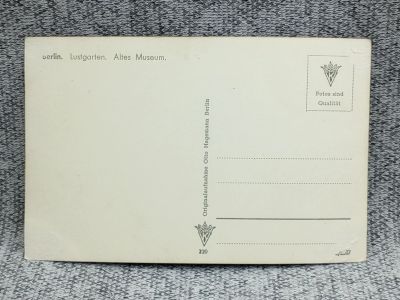 Berlin. Lustgarten. Altes Museum.
Fotos sind
Qualität
Originalaufnahme Otto Hagemann Berlin
220